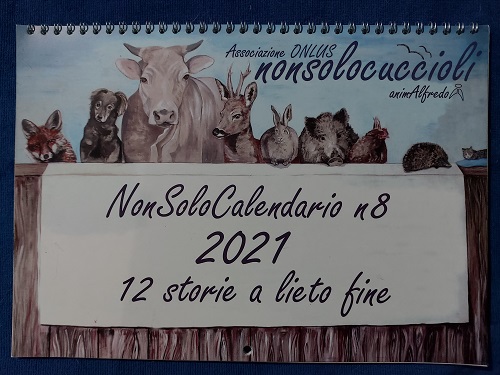 Associazione ONLUS
nonsolocuccioli
animAlfredo
NonSoloCalendario n8
2021
12 storie a lieto fine